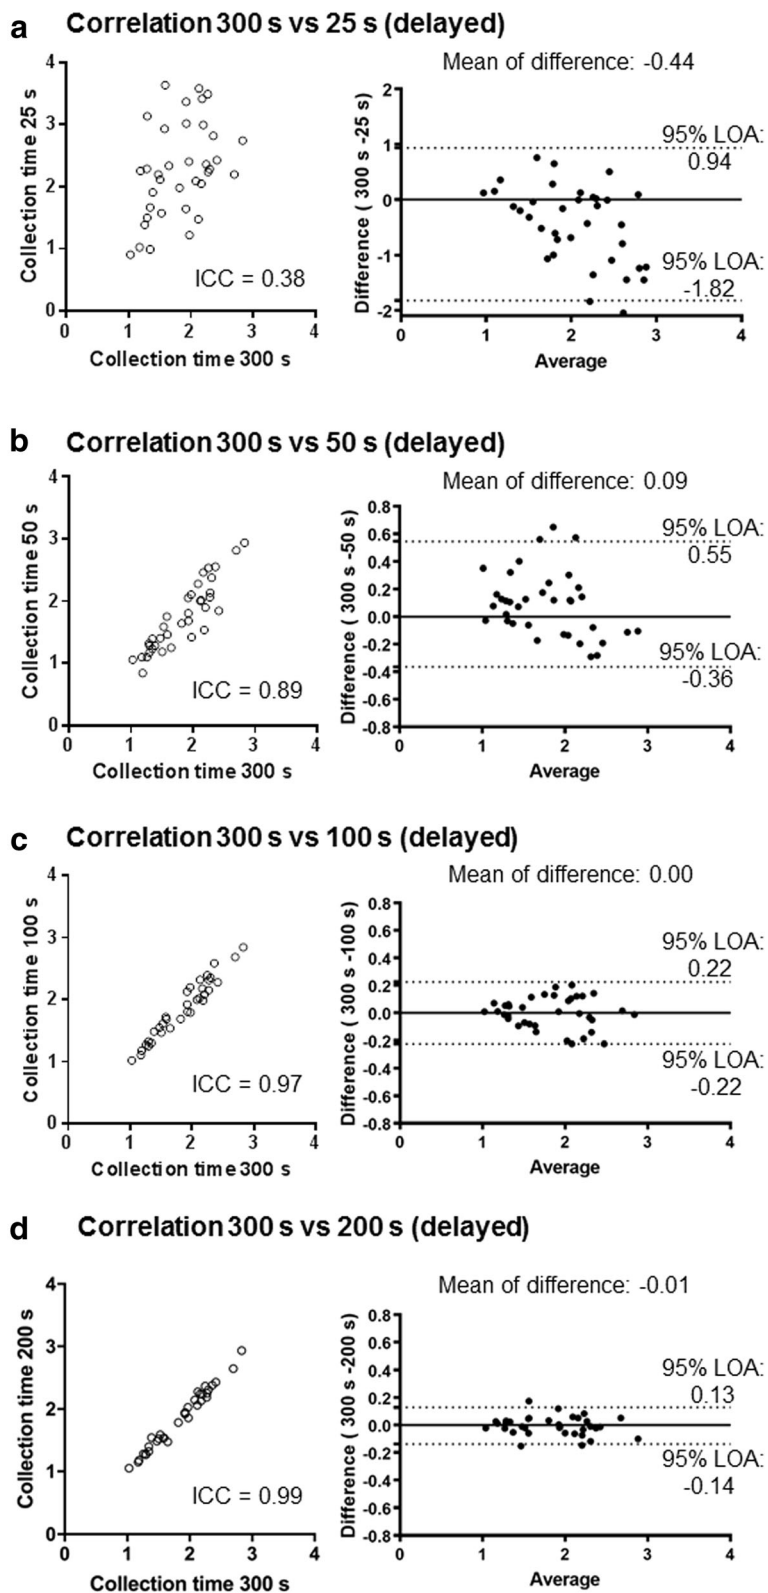 a Correlation 300 s vs 25 s (delayed)
Mean of difference: -0.44
Collection time 25 s
4
3
2
1
0
ICC = 0.38
0 1 2 3 4
Collection time 300 s
Difference ( 300 s -25 s)
2
1
0
-1
-2
95% LOA:
0.94
95% LOA:
-1.82
0 1 2 3 4
Average
b Correlation 300 s vs 50 s (delayed)
Mean of difference: 0.09
Collection time 50 s
4
3
2
1
0
ICC = 0.89
0 1 2 3 4
Collection time 300 s
Difference ( 300 s -50 s)
0.8
0.6
0.4
0.2
0.0
-0.2
-0.4
-0.6
-0.8
95% LOA:
0.55
95% LOA:
-0.36
0 1 2 3 4
Average
c Correlation 300 s vs 100 s (delayed)
Mean of difference: 0.00
Collection time 100 s
4
3
2
1
0
ICC = 0.97
0 1 2 3 4
Collection time 300 s
Difference ( 300 s -100 s)
0.8
0.6
0.4
0.2
0.0
-0.2
-0.4
-0.6
-0.8
95% LOA:
0.22
95% LOA:
-0.22
0 1 2 3 4
Average
d Correlation 300 s vs 200 s (delayed)
Mean of difference: -0.01
Collection time 200 s
4
3
2
1
0
ICC = 0.99
0 1 2 3 4
Collection time 300 s
Difference ( 300 s -200 s)
0.8
0.6
0.4
0.2
0.0
-0.2
-0.4
-0.6
-0.8
95% LOA:
0.13
95% LOA:
-0.14
0 1 2 3 4
Average